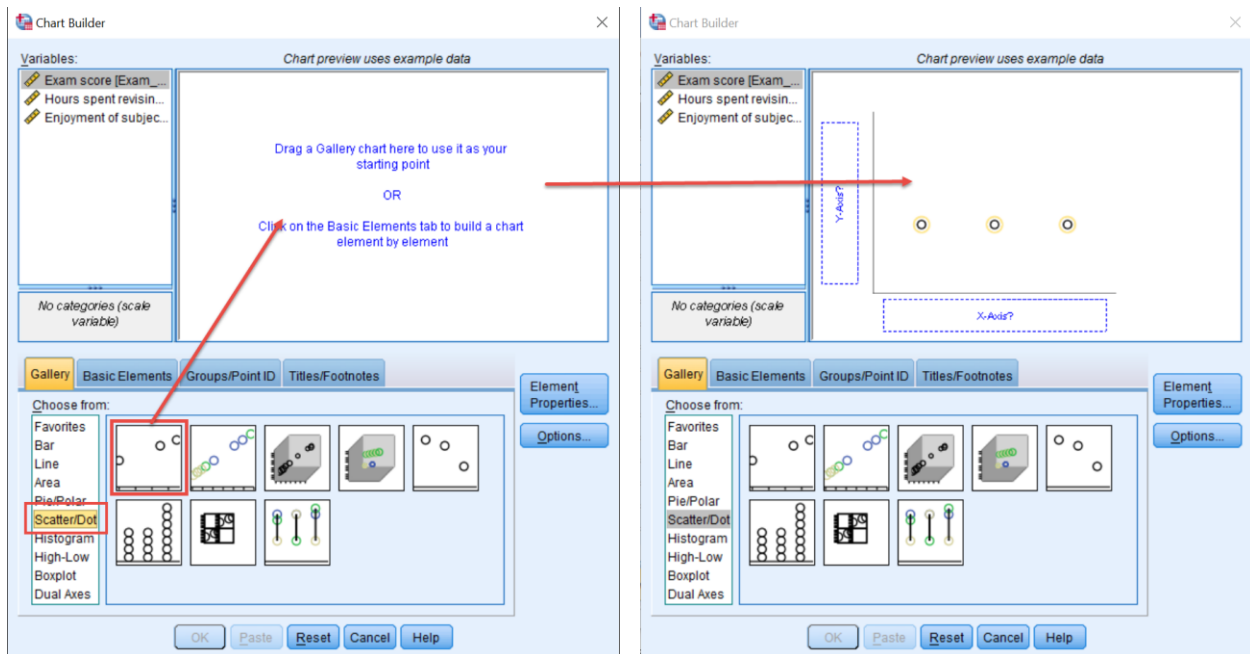 Chart Builder
Variables:
Chart preview uses example data
Exam score [Exam_...
Hours spent revisin...
Enjoyment of subjec...
Drag a Gallery chart here to use it as your
starting point
OR
Click on the Basic Elements tab to build a chart
element by element
No categories (scale
variable)
Gallery Basic Elements Groups/Point ID Titles/Footnotes
Element
Properties...
Options...
Choose from:
Favorites
Bar
Line
Area
Pie/Polar
Scatter/Dot
Histogram
High-Low
Boxplot
Dual Axes
OK Paste Reset Cancel Help
Chart Builder
Variables:
Chart preview uses example data
Exam score [Exam_...
Hours spent revisin...
Enjoyment of subjec...
Y-Axis?
X-Axis?
No categories (scale
variable)
Gallery Basic Elements Groups/Point ID Titles/Footnotes
Element
Properties...
Options...
Choose from:
Favorites
Bar
Line
Area
Pie/Polar
Scatter/Dot
Histogram
High-Low
Boxplot
Dual Axes
OK Paste Reset Cancel Help